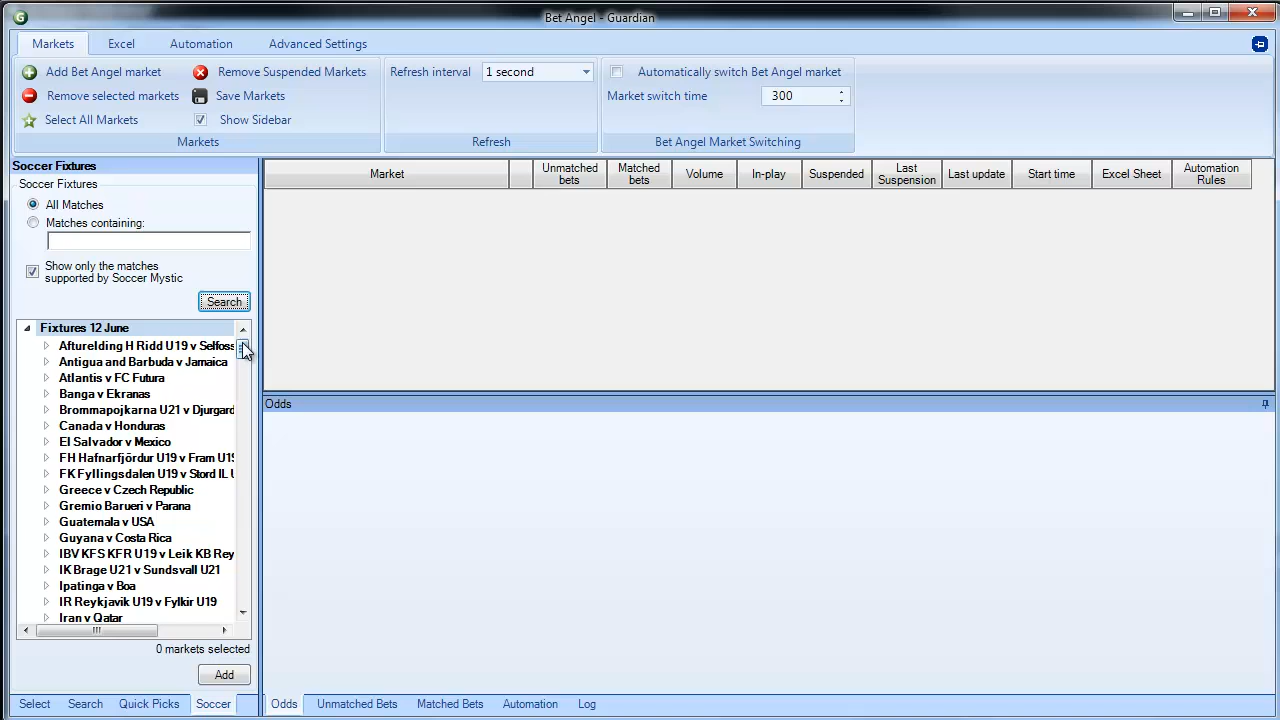 Bet Angel - Guardian
Markets
Excel
Automation
Advanced Settings
Add Bet Angel market
Remove selected markets
Select All Markets
Remove Suspended Markets
Save Markets
Show Sidebar
Markets
Refresh interval
1 second
Refresh
Automatically switch Bet Angel market
Market switch time
300
Bet Angel Market Switching
Soccer Fixtures
Soccer Fixtures
All Matches
Matches containing:
Show only the matches
supported by Soccer Mystic
Search
Fixtures 12 June
Afturelding H Ridd U19 v Selfoss
Antigua and Barbuda v Jamaica
Atlantis v FC Futura
Banga v Ekranas
Brommapojkarna U21 v Djurgard
Canada v Honduras
El Salvador v Mexico
FH Hafnarfjördur U19 v Fram U19
FK Fyllingsdalen U19 v Stord IL U
Greece v Czech Republic
Gremio Barueri v Parana
Guatemala v USA
Guyana v Costa Rica
IBV KFS KFR U19 v Leik KB Rey
IK Brage U21 v Sundsvall U21
Ipatinga v Boa
IR Reykjavik U19 v Fylkir U19
Iran v Qatar
0 markets selected
Add
Select
Search
Quick Picks
Soccer
Market
Unmatched
bets
Matched
bets
Volume
In-play
Suspended
Last
Suspension
Last update
Start time
Excel Sheet
Automation
Rules
Odds
Odds
Unmatched Bets
Matched Bets
Automation
Log